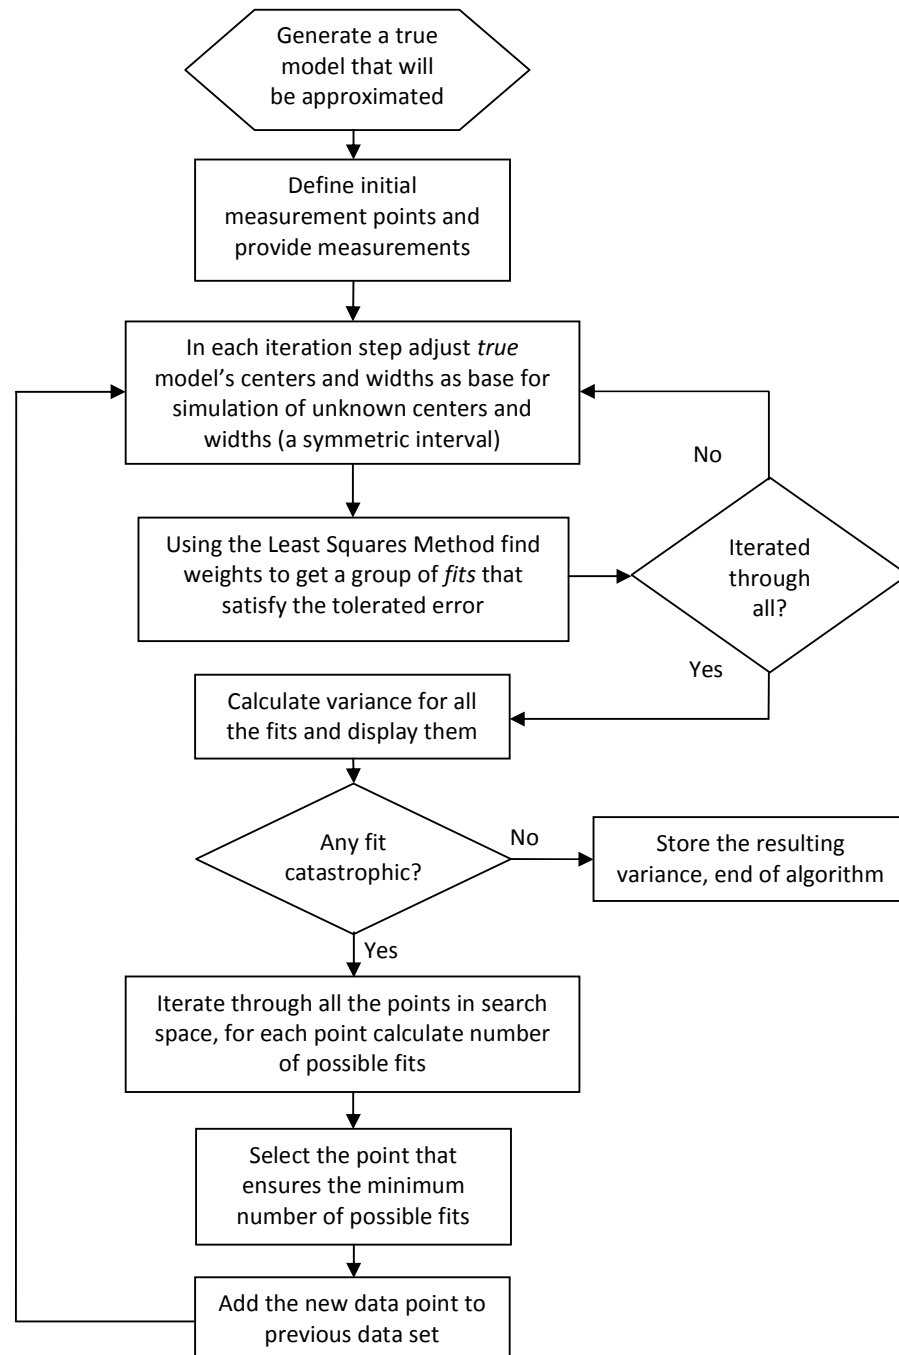 Generate a true
model that will
be approximated
Define initial
measurement points and
provide measurements
In each iteration step adjust true
model's centers and widths as base for
simulation of unknown centers and
widths (a symmetric interval)
No
Using the Least Squares Method find
weights to get a group of fits that
satisfy the tolerated error
Iterated
through
all?
Yes
Calculate variance for all
the fits and display them
Any fit
catastrophic?
No
Store the resulting
variance, end of algorithm
Yes
Iterate through all the points in search
space, for each point calculate number
of possible fits
Select the point that
ensures the minimum
number of possible fits
Add the new data point to
previous data set